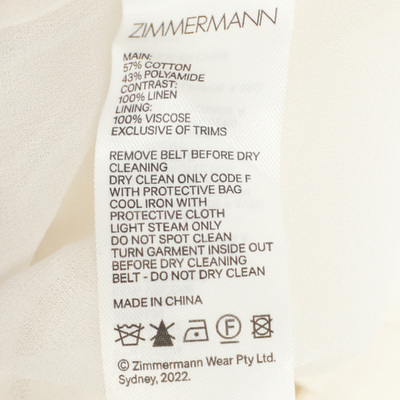 ZIMMERMANN
MAIN:
57% COTTON
43% POLYAMIDE
CONTRAST:
100% LINEN
LINING:
100% VISCOSE
EXCLUSIVE OF TRIMS
REMOVE BELT BEFORE DRY
CLEANING
DRY CLEAN ONLY CODE F
WITH PROTECTIVE BAG
COOL IRON WITH
PROTECTIVE CLOTH
LIGHT STEAM ONLY
DO NOT SPOT CLEAN
TURN GARMENT INSIDE OUT
BEFORE DRY CLEANING
BELT - DO NOT DRY CLEAN
MADE IN CHINA
F
© Zimmermann Wear Pty Ltd.
Sydney, 2022.